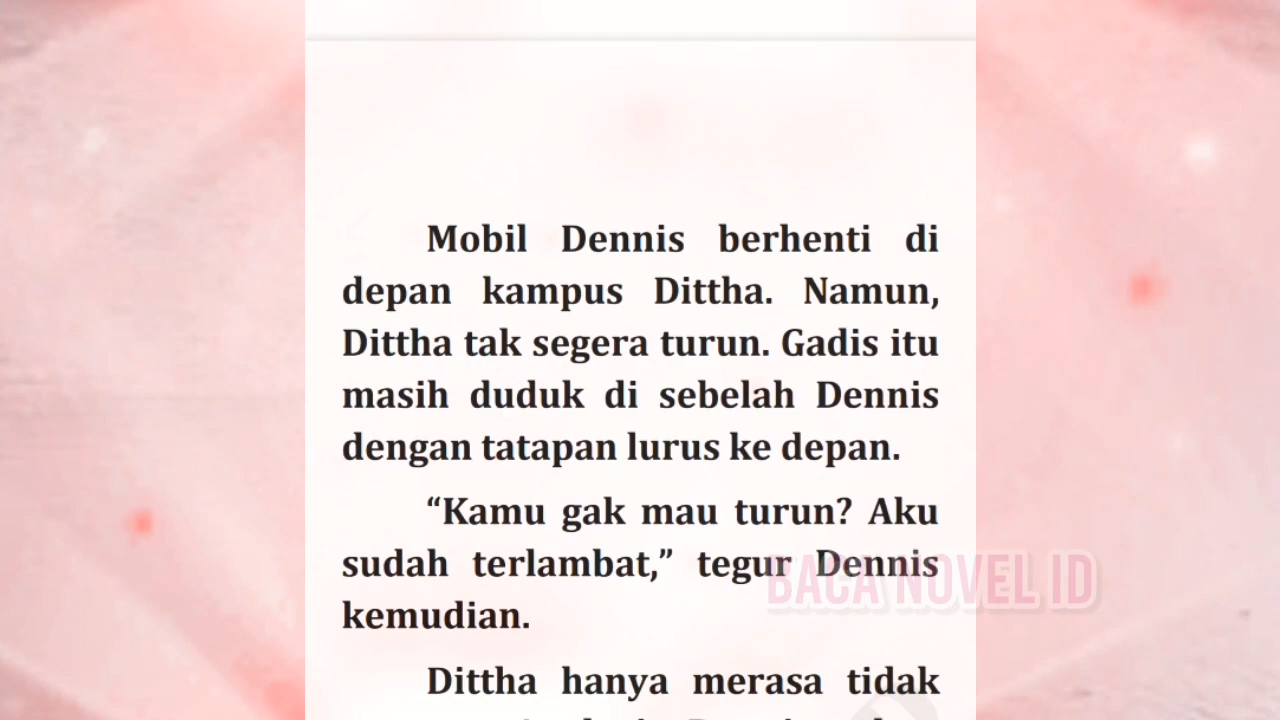 Mobil Dennis berhenti di
depan kampus Dittha. Namun,
Dittha tak segera turun. Gadis itu
masih duduk di sebelah Dennis
dengan tatapan lurus ke depan.
“Kamu gak mau turun? Aku
sudah terlambat,” tegur Dennis
kemudian.
BACA NOVEL ID
Dittha hanya merasa tidak